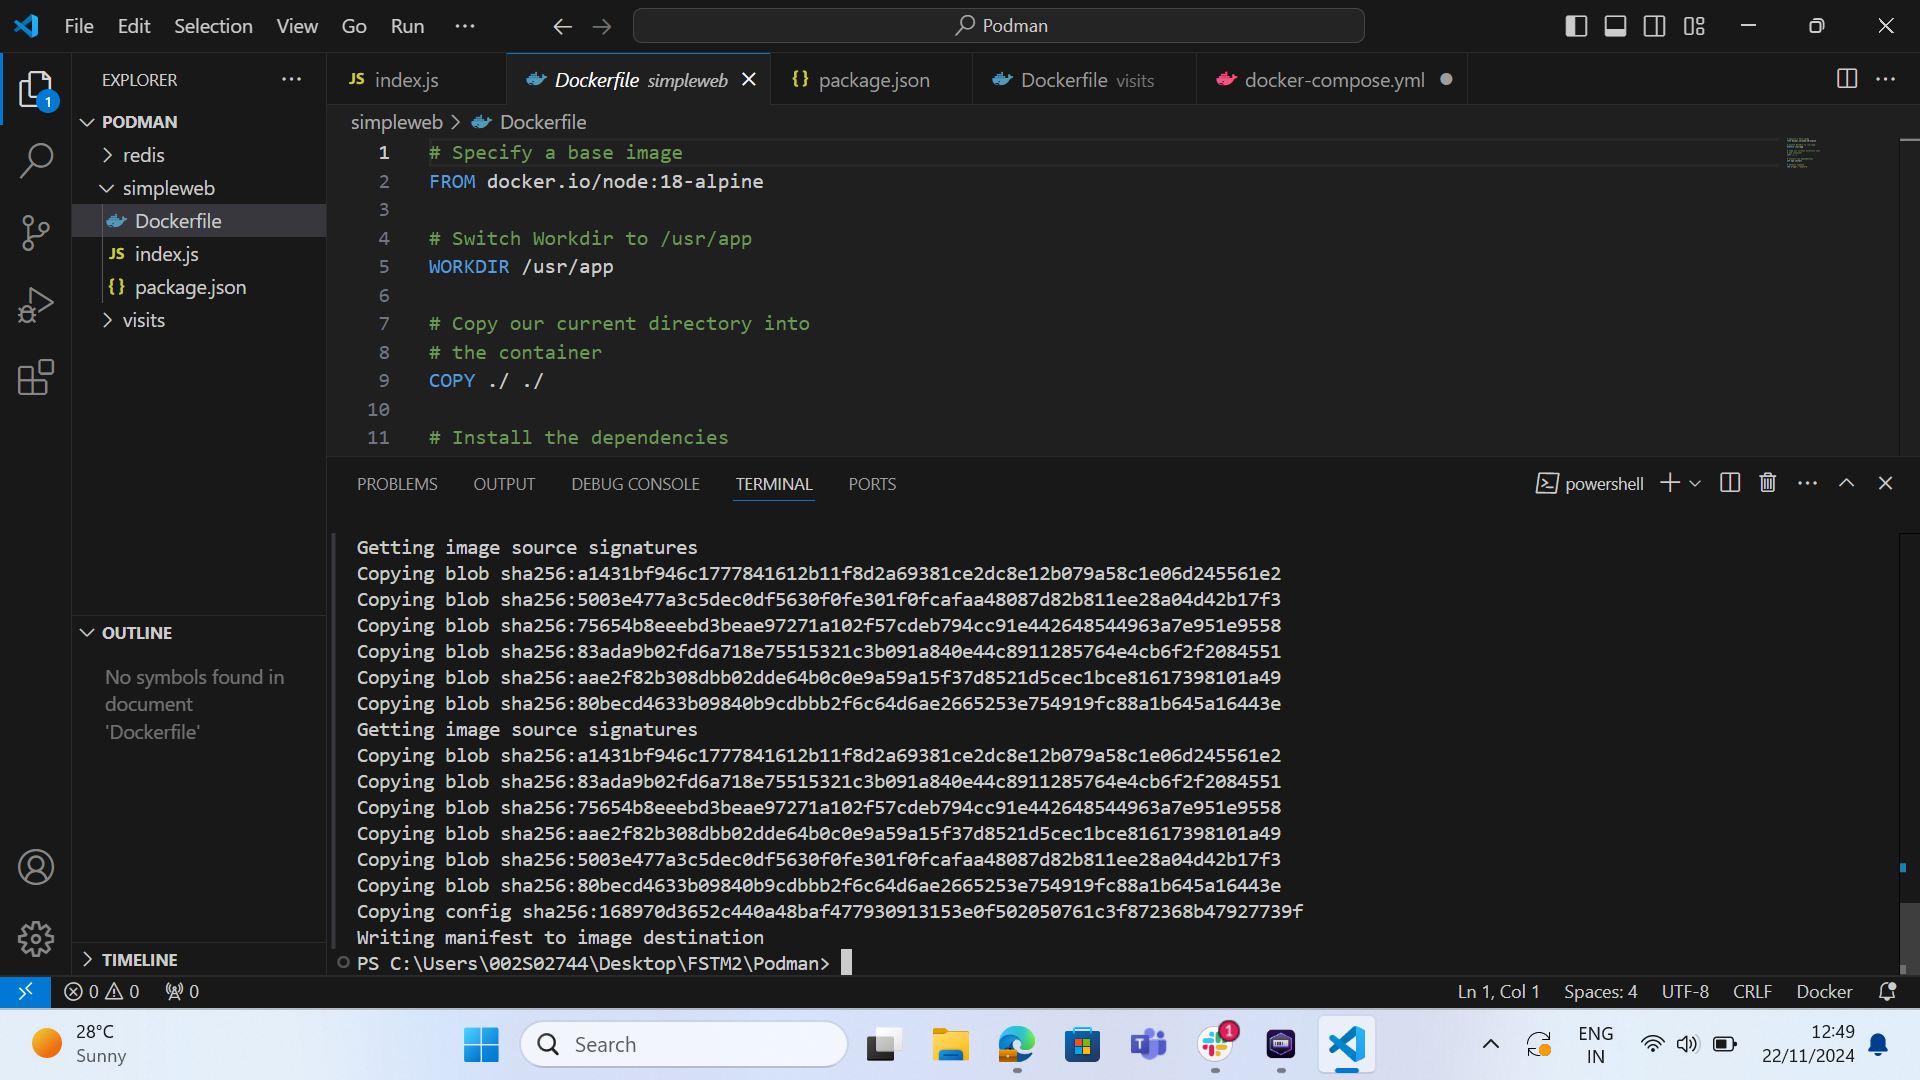 File Edit Selection View Go Run ···
Podman
EXPLORER ···
1
PODMAN
redis
simpleweb
Dockerfile
JS index.js
{} package.json
visits
OUTLINE
No symbols found in
document
'Dockerfile'
TIMELINE
JS index.js
Dockerfile simpleweb
{} package.json
Dockerfile visits
docker-compose.yml
simpleweb > Dockerfile
1 # Specify a base image
2 FROM docker.io/node:18-alpine
3
4 # Switch Workdir to /usr/app
5 WORKDIR /usr/app
6
7 # Copy our current directory into
8 # the container
9 COPY ./ ./
10
11 # Install the dependencies
PROBLEMS OUTPUT DEBUG CONSOLE TERMINAL PORTS
powershell
Getting image source signatures
Copying blob sha256:a1431bf946c1777841612b11f8d2a69381ce2dc8e12b079a58c1e06d245561e2
Copying blob sha256:5003e477a3c5dec0df5630f0fe301f0fcafaa48087d82b811ee28a04d42b17f3
Copying blob sha256:75654b8eeebd3beae97271a102f57cdeb794cc91e442648544963a7e951e9558
Copying blob sha256:83ada9b02fd6a718e75515321c3b091a840e44c8911285764e4cb6f2f2084551
Copying blob sha256:aae2f82b308dbb02dde64b0c0e9a59a15f37d8521d5cec1bce81617398101a49
Copying blob sha256:80becd4633b09840b9cdbbb2f6c64d6ae2665253e754919fc88a1b645a16443e
Getting image source signatures
Copying blob sha256:a1431bf946c1777841612b11f8d2a69381ce2dc8e12b079a58c1e06d245561e2
Copying blob sha256:83ada9b02fd6a718e75515321c3b091a840e44c8911285764e4cb6f2f2084551
Copying blob sha256:75654b8eeebd3beae97271a102f57cdeb794cc91e442648544963a7e951e9558
Copying blob sha256:aae2f82b308dbb02dde64b0c0e9a59a15f37d8521d5cec1bce81617398101a49
Copying blob sha256:5003e477a3c5dec0df5630f0fe301f0fcafaa48087d82b811ee28a04d42b17f3
Copying blob sha256:80becd4633b09840b9cdbbb2f6c64d6ae2665253e754919fc88a1b645a16443e
Copying config sha256:168970d3652c440a48baf477930913153e0f502050761c3f872368b47927739f
Writing manifest to image destination
PS C:\Users\002S02744\Desktop\FSTM2\Podman>
0 0 0
Ln 1, Col 1 Spaces: 4 UTF-8 CRLF Docker
28°C
Sunny
Search
1
ENG
IN
12:49
22/11/2024